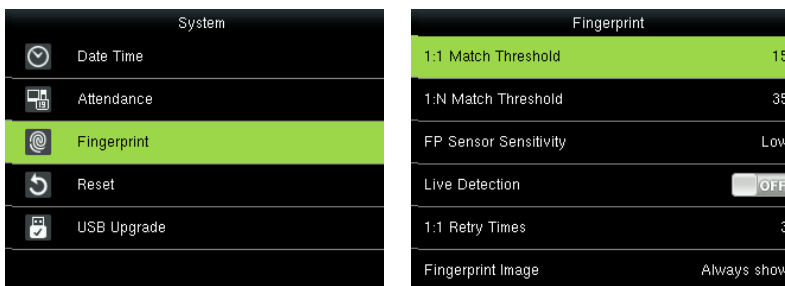 System
Date Time
Attendance
Fingerprint
Reset
USB Upgrade
Fingerprint
1:1 Match Threshold 15
1:N Match Threshold 35
FP Sensor Sensitivity Low
Live Detection OFF
1:1 Retry Times 3
Fingerprint Image Always show